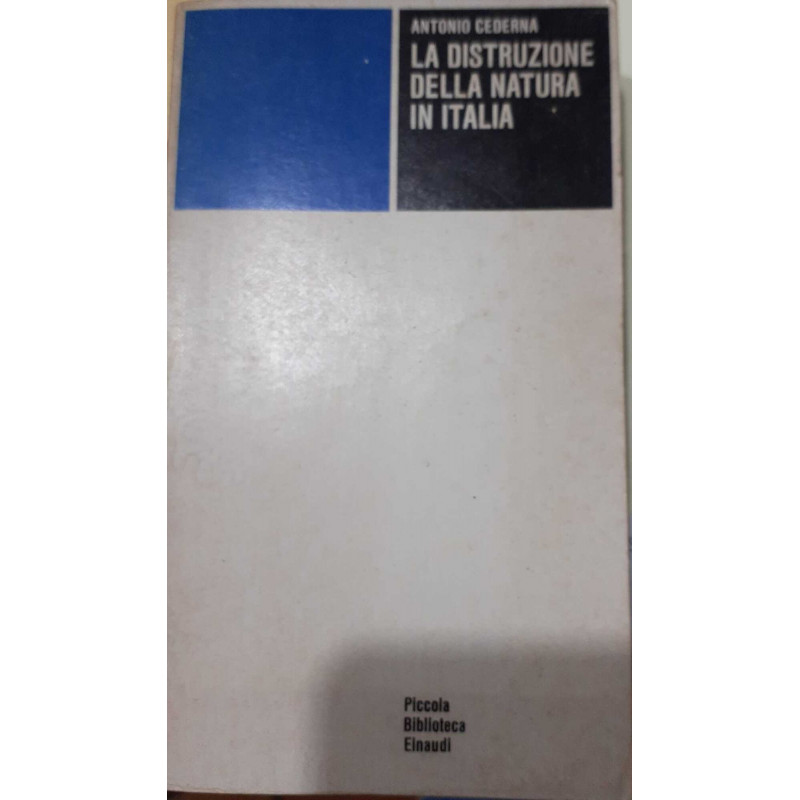 ANTONIO CEDERNA
LA DISTRUZIONE
DELLA NATURA
IN ITALIA
Piccola
Biblioteca
Einaudi